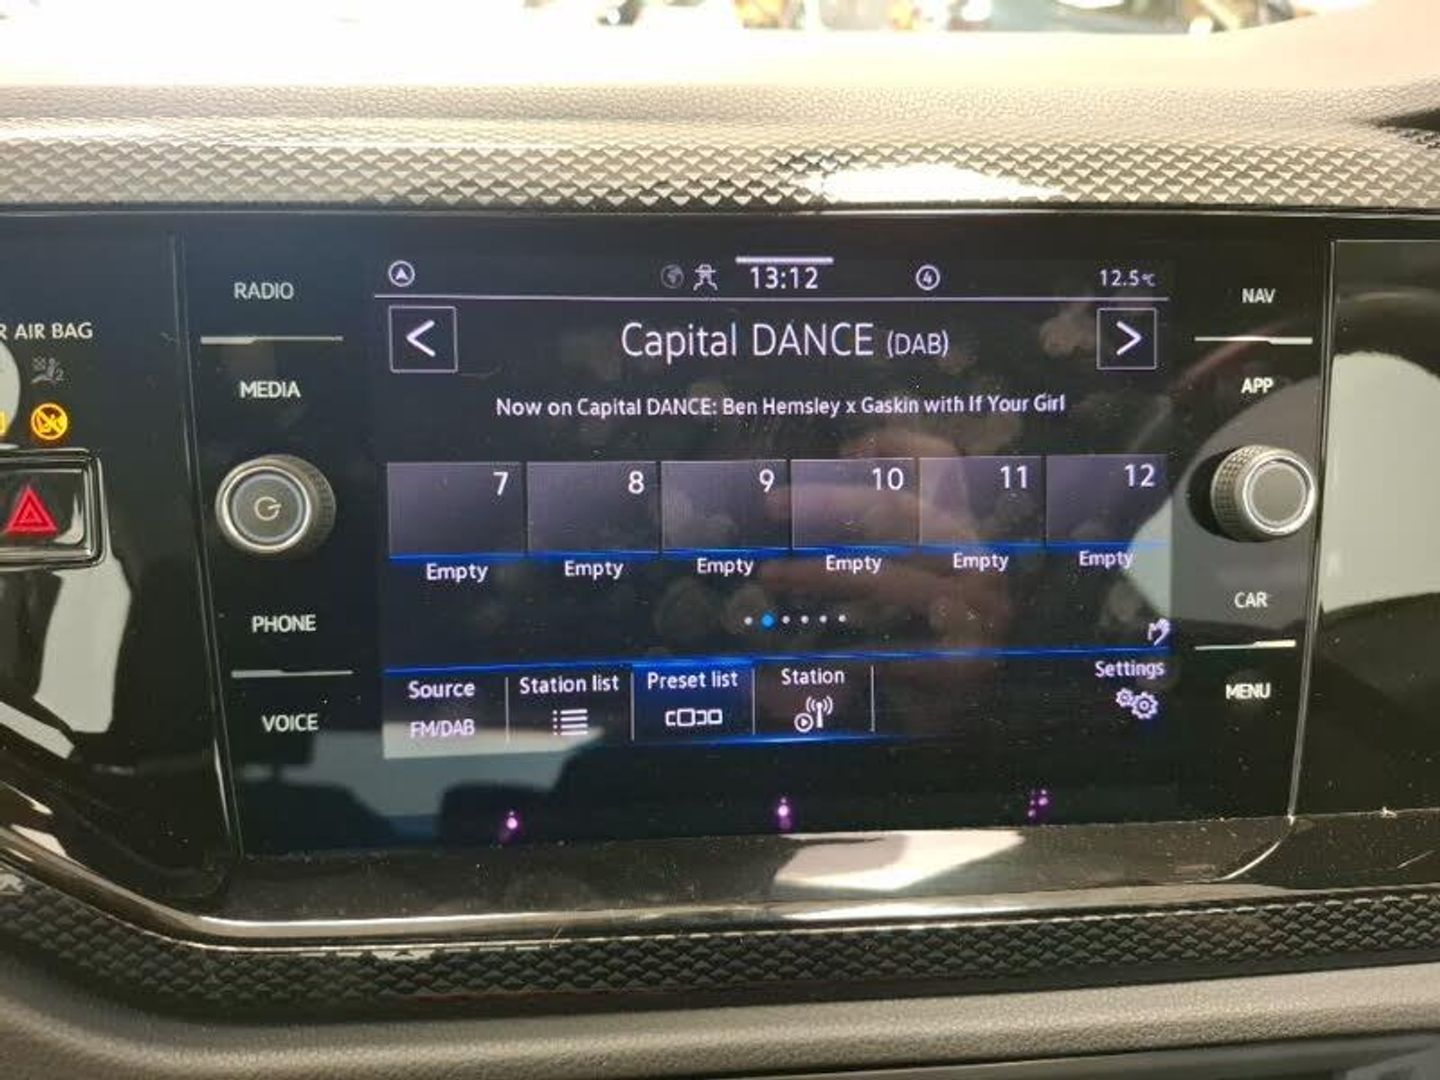 RADIO
MEDIA
PHONE
VOICE
R AIR BAG
13:12
4
12.5°C
Capital DANCE (DAB)
Now on Capital DANCE: Ben Hemsley x Gaskin with If Your Girl
7 8 9 10 11 12
Empty Empty Empty Empty Empty Empty
Source
FM/DAB
Station list
Preset list
Station
Settings
NAV
APP
CAR
MENU